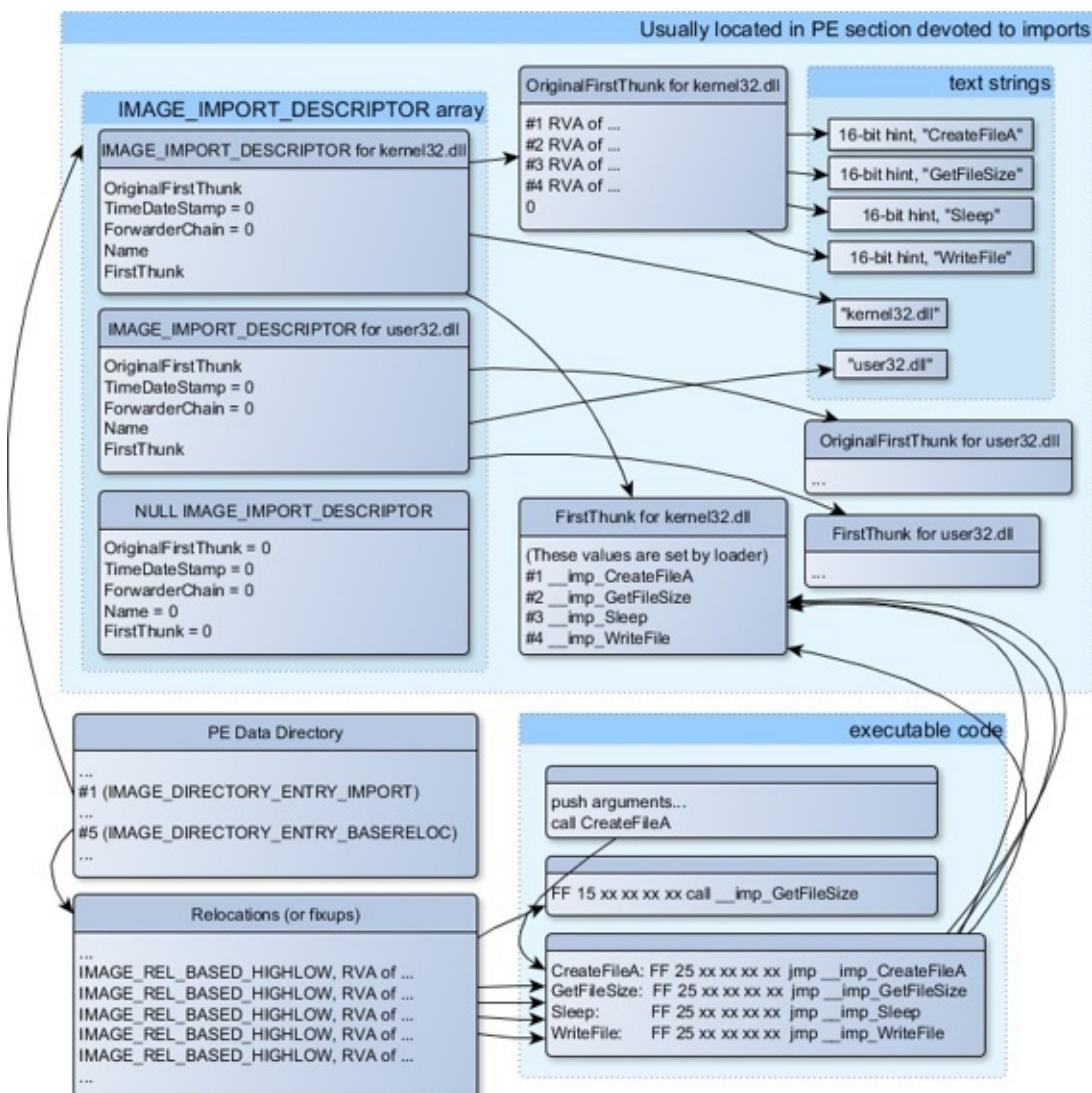 Usually located in PE section devoted to imports
IMAGE_IMPORT_DESCRIPTOR array
IMAGE_IMPORT_DESCRIPTOR for kernel32.dll
OriginalFirstThunk
TimeDateStamp = 0
ForwarderChain = 0
Name
FirstThunk
IMAGE_IMPORT_DESCRIPTOR for user32.dll
OriginalFirstThunk
TimeDateStamp = 0
ForwarderChain = 0
Name
FirstThunk
NULL IMAGE_IMPORT_DESCRIPTOR
OriginalFirstThunk = 0
TimeDateStamp = 0
ForwarderChain = 0
Name = 0
FirstThunk = 0
OriginalFirstThunk for kernel32.dll
#1 RVA of ...
#2 RVA of ...
#3 RVA of ...
#4 RVA of ...
0
text strings
16-bit hint, "CreateFileA"
16-bit hint, "GetFileSize"
16-bit hint, "Sleep"
16-bit hint, "WriteFile"
"kernel32.dll"
"user32.dll"
OriginalFirstThunk for user32.dll
...
FirstThunk for kernel32.dll
(These values are set by loader)
#1 __imp_CreateFileA
#2 __imp_GetFileSize
#3 __imp_Sleep
#4 __imp_WriteFile
FirstThunk for user32.dll
...
PE Data Directory
...
#1 (IMAGE_DIRECTORY_ENTRY_IMPORT)
...
#5 (IMAGE_DIRECTORY_ENTRY_BASERELOC)
...
Relocations (or fixups)
...
IMAGE_REL_BASED_HIGHLOW, RVA of ...
IMAGE_REL_BASED_HIGHLOW, RVA of ...
IMAGE_REL_BASED_HIGHLOW, RVA of ...
IMAGE_REL_BASED_HIGHLOW, RVA of ...
IMAGE_REL_BASED_HIGHLOW, RVA of ...
...
executable code
push arguments...
call CreateFileA
FF 15 xx xx xx xx call __imp_GetFileSize
CreateFileA: FF 25 xx xx xx xx jmp __imp_CreateFileA
GetFileSize: FF 25 xx xx xx xx jmp __imp_GetFileSize
Sleep: FF 25 xx xx xx xx jmp __imp_Sleep
WriteFile: FF 25 xx xx xx xx jmp __imp_WriteFile